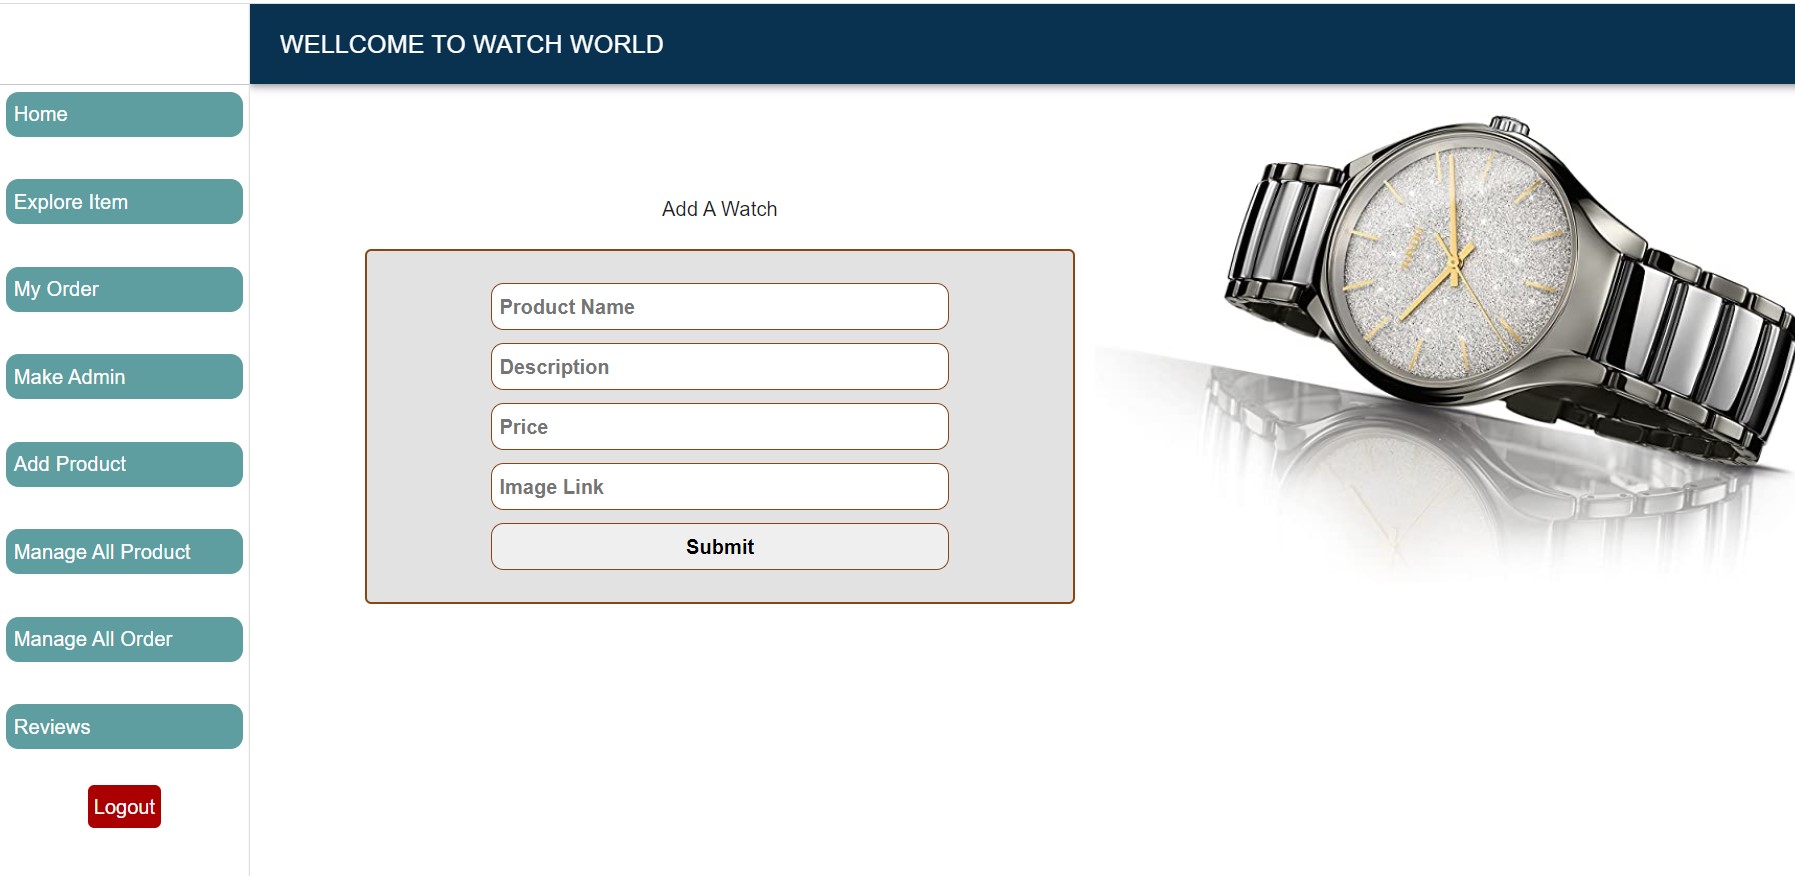 WELLCOME TO WATCH WORLD
Home
Explore Item
My Order
Make Admin
Add Product
Manage All Product
Manage All Order
Reviews
Logout
Add A Watch
Product Name
Description
Price
Image Link
Submit